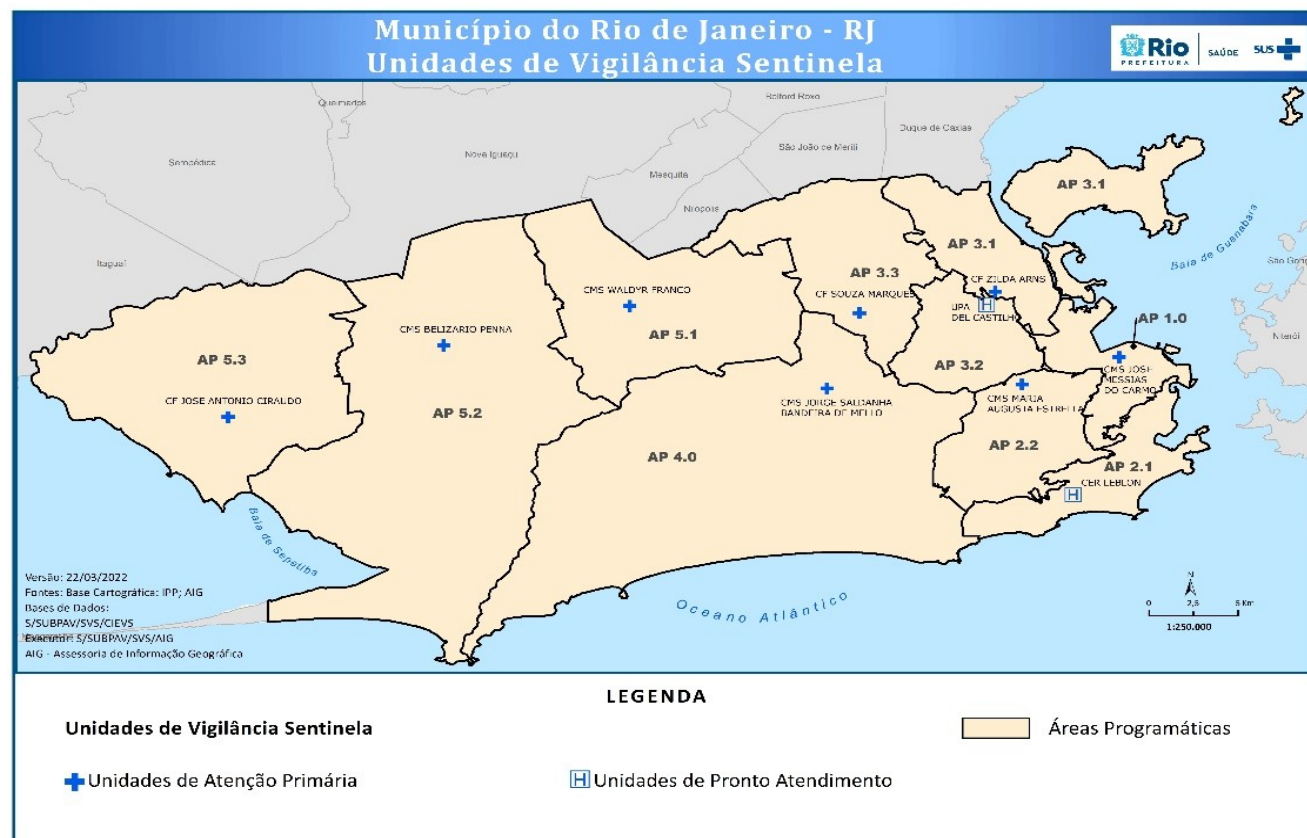 Município do Rio de Janeiro - RJ
Unidades de Vigilância Sentinela
Rio
PREFEITURA
SAÚDE
SUS
Queimados
Belford Roxo
Duque de Caxias
Seropédica
Nova Iguaçu
São João de Meriti
Mesquita
Nilópolis
Itaguaí
AP 3.1
Baía de Guanabara
AP 3.1
São Gonç
AP 3.3
CF ZILDA ARNS
CMS WALDYR FRANCO
CF SOUZA MARQUES
UPA
DEL CASTILHO
AP 1.0
CMS BELIZARIO PENNA
AP 5.1
Niterói
AP 5.3
AP 3.2
CMS JOSE
MESSIAS
DO CARMO
CF JOSE ANTONIO CIRAUDO
AP 5.2
CMS JORGE SALDANHA
BANDEIRA DE MELLO
CMS MARIA
AUGUSTA ESTRELLA
AP 4.0
AP 2.2
AP 2.1
CER LEBLON
H
H
Baía de Sepetiba
Oceano Atlântico
Versão: 22/03/2022
Fontes: Base Cartográfica: IPP; AIG
Bases de Dados:
S/SUBPAV/SVS/CIEVS
Executor: S/SUBPAV/SVS/AIG
AIG - Assessoria de Informação Geográfica
N
0 2,5 5 Km
1:250.000
LEGENDA
Unidades de Vigilância Sentinela
Áreas Programáticas
Unidades de Atenção Primária
H Unidades de Pronto Atendimento